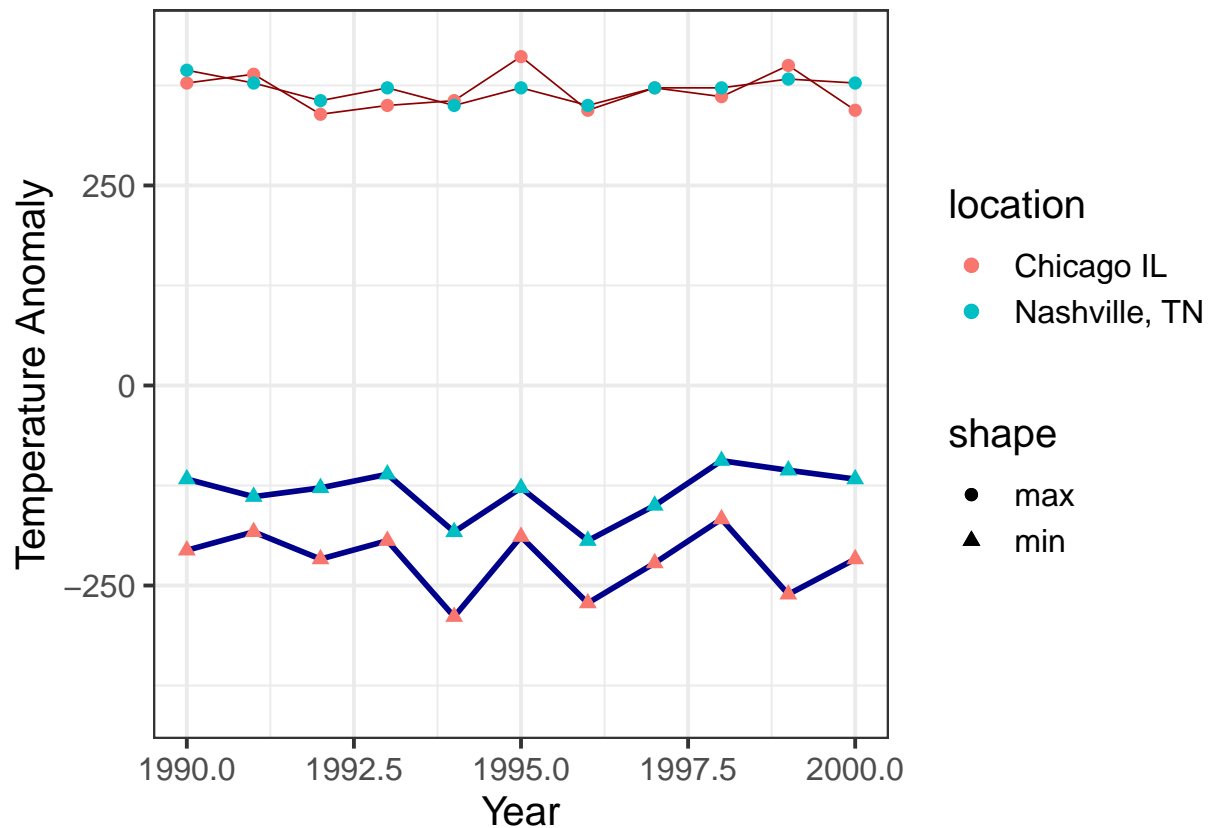 Temperature Anomaly
250
0
−250
1990.0
1992.5
1995.0
1997.5
2000.0
Year
location
Chicago IL
Nashville, TN
shape
max
min